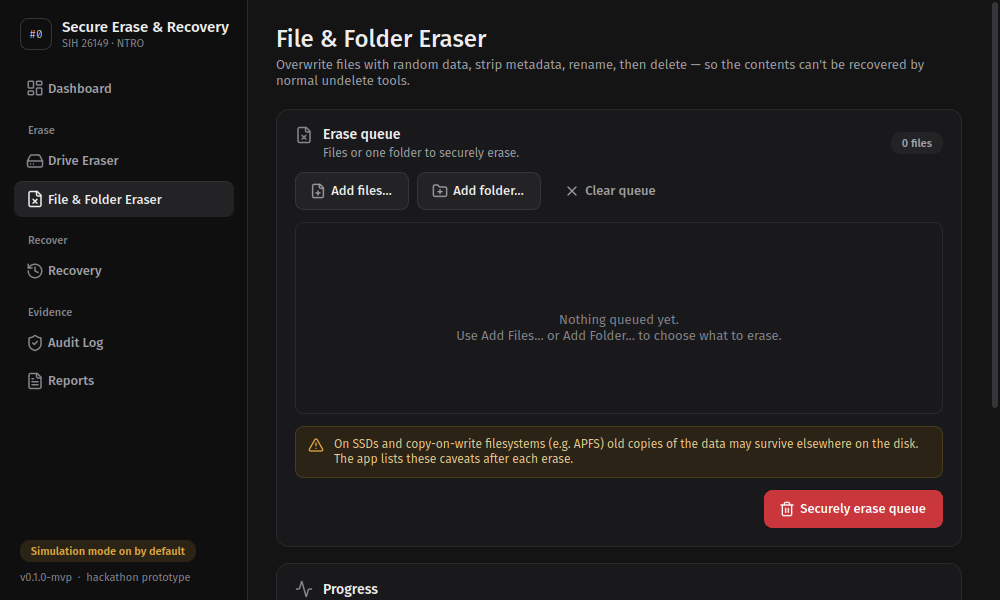 #0
Secure Erase & Recovery
SIH 26149 · NTRO
Dashboard
Erase
Drive Eraser
File & Folder Eraser
Recover
Recovery
Evidence
Audit Log
Reports
Simulation mode on by default
v0.1.0-mvp · hackathon prototype
File & Folder Eraser
Overwrite files with random data, strip metadata, rename, then delete — so the contents can't be recovered by
normal undelete tools.
Erase queue
Files or one folder to securely erase.
0 files
Add files...
Add folder...
Clear queue
Nothing queued yet.
Use Add Files... or Add Folder... to choose what to erase.
On SSDs and copy-on-write filesystems (e.g. APFS) old copies of the data may survive elsewhere on the disk.
The app lists these caveats after each erase.
Securely erase queue
Progress